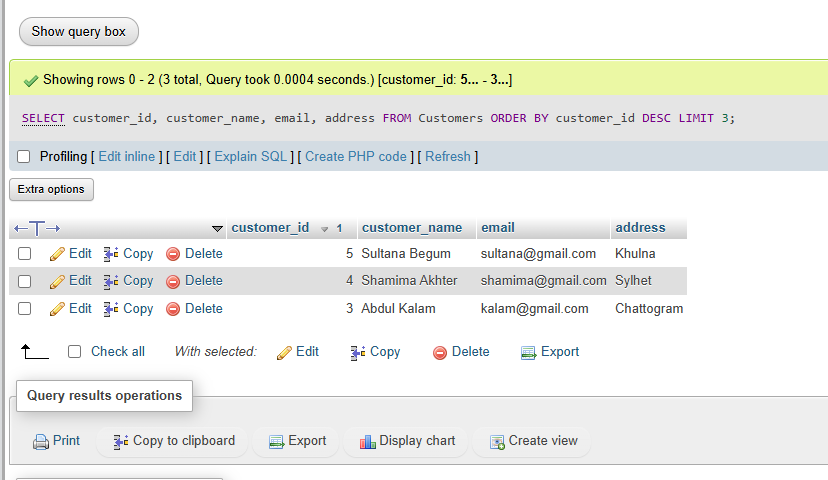 Show query box
Showing rows 0 - 2 (3 total, Query took 0.0004 seconds.) [customer_id: 5... - 3...]
SELECT customer_id, customer_name, email, address FROM Customers ORDER BY customer_id DESC LIMIT 3;
Profiling [ Edit inline ] [ Edit ] [ Explain SQL ] [ Create PHP code ] [ Refresh ]
Extra options
←T→ customer_id 1 customer_name email address
Edit Copy Delete 5 Sultana Begum sultana@gmail.com Khulna
Edit Copy Delete 4 Shamima Akhter shamima@gmail.com Sylhet
Edit Copy Delete 3 Abdul Kalam kalam@gmail.com Chattogram
Check all With selected: Edit Copy Delete Export
Query results operations
Print Copy to clipboard Export Display chart Create view